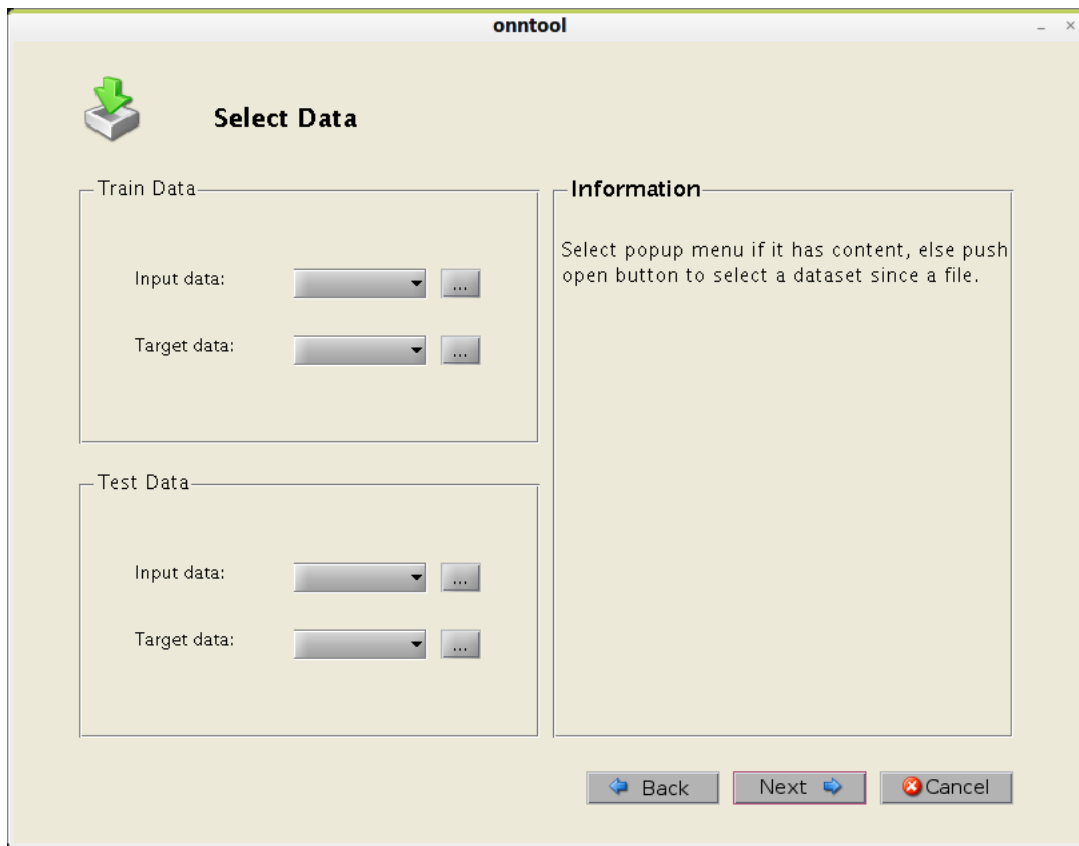 onntool
Select Data
Train Data
Input data:
...
Target data:
...
Test Data
Input data:
...
Target data:
...
Information
Select popup menu if it has content, else push
open button to select a dataset since a file.
Back
Next
Cancel